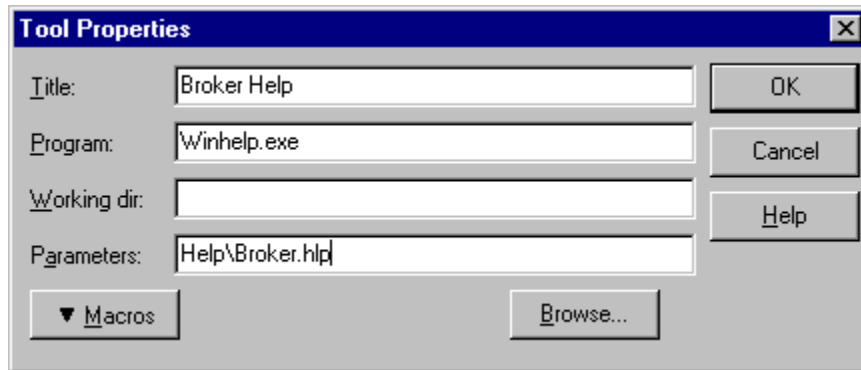 Tool Properties
Title: Broker Help OK
Program: Winhelp.exe Cancel
Working dir: Help
Parameters: Help\Broker.hlp
▼ Macros Browse...